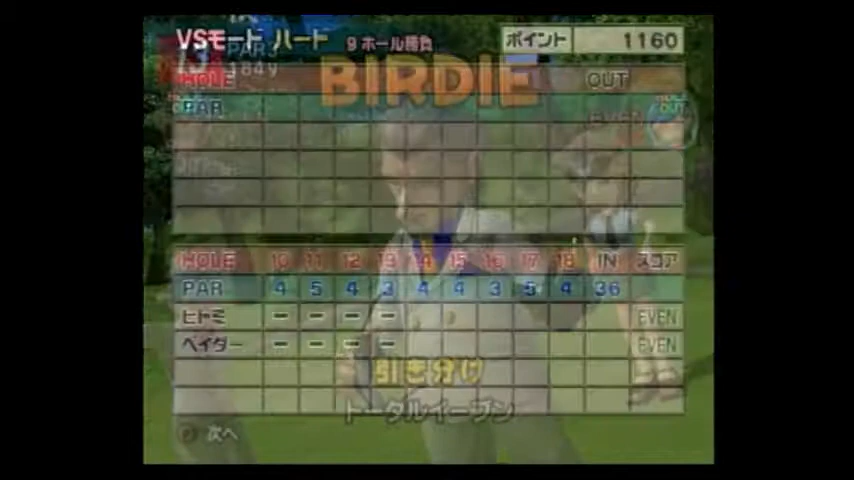 VSモード ハート 9ホール勝負 ポイント 1160
PAR3
1849
BIRDIE
HOLE OUT
PAR
EVEN
HOLE 10 11 12 13 14 15 16 17 18 IN スコア
PAR 4 5 4 3 4 4 3 5 4 36
ヒトミ - - - - EVEN
ベイダー - - - - EVEN
引き分け
トータルイーブン
次へ